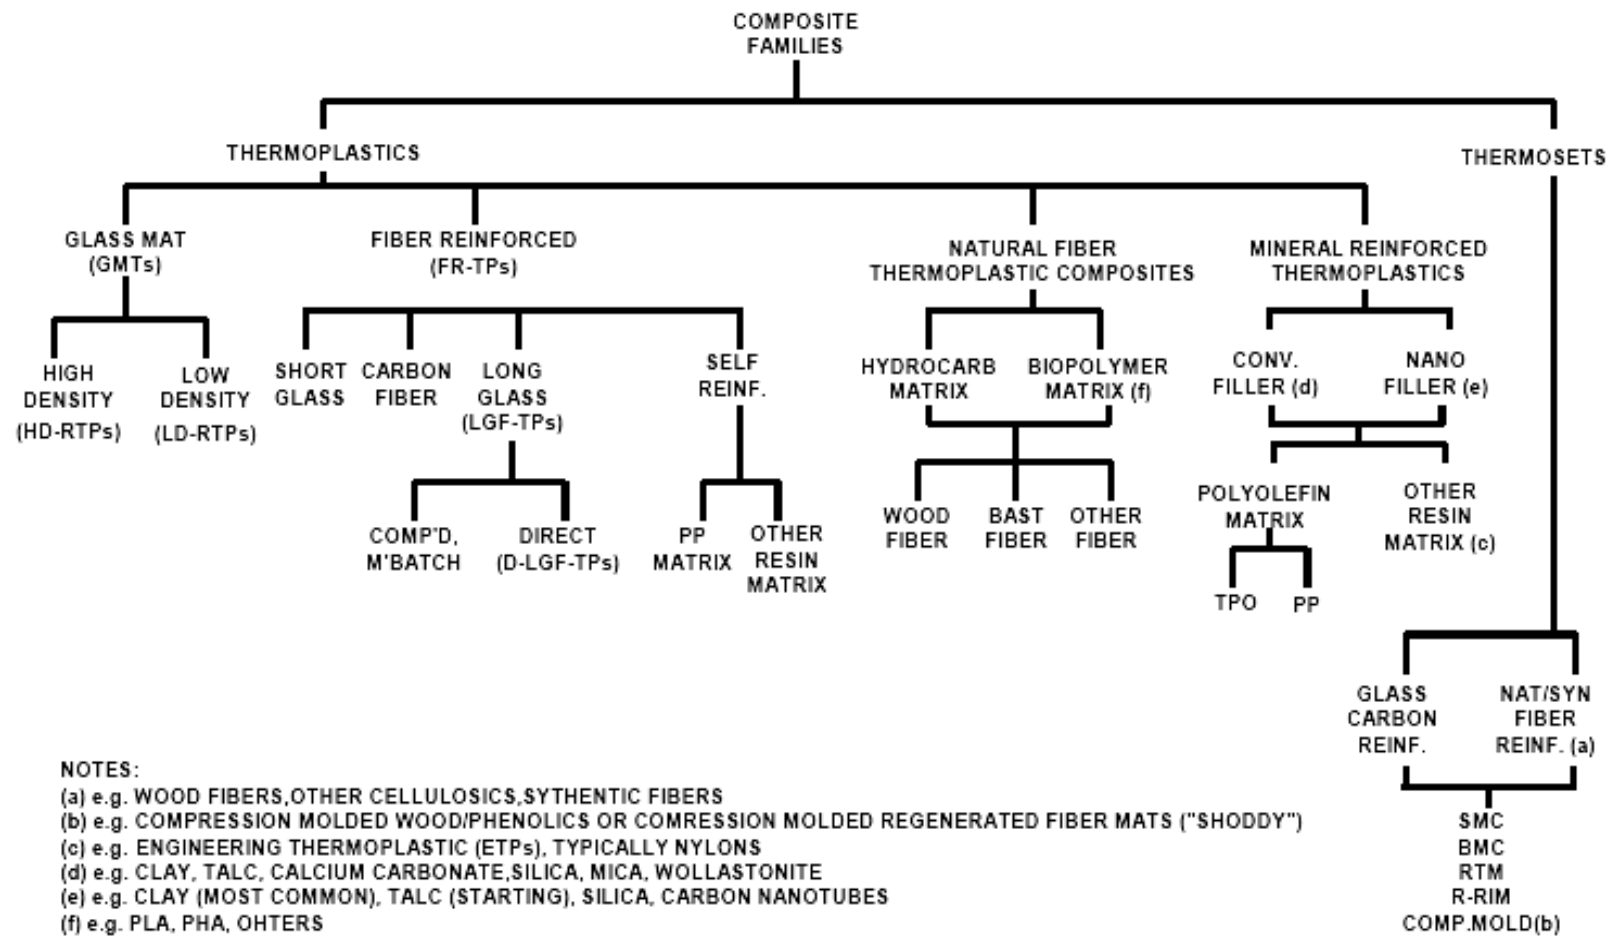 COMPOSITE
FAMILIES
THERMOPLASTICS
THERMOSETS
GLASS MAT
(GMTs)
FIBER REINFORCED
(FR-TPs)
NATURAL FIBER
THERMOPLASTIC COMPOSITES
MINERAL REINFORCED
THERMOPLASTICS
HIGH
DENSITY
(HD-RTPs)
LOW
DENSITY
(LD-RTPs)
SHORT
GLASS
CARBON
FIBER
LONG
GLASS
(LGF-TPs)
SELF
REINF.
HYDROCARB
MATRIX
BIOPOLYMER
MATRIX (f)
CONV.
FILLER (d)
NANO
FILLER (e)
COMP'D,
M'BATCH
DIRECT
(D-LGF-TPs)
PP
MATRIX
OTHER
RESIN
MATRIX
WOOD
FIBER
BAST
FIBER
OTHER
FIBER
POLYOLEFIN
MATRIX
OTHER
RESIN
MATRIX (c)
TPO
PP
GLASS
CARBON
REINF.
NAT/SYN
FIBER
REINF. (a)
SMC
BMC
RTM
R-RIM
COMP.MOLD(b)
NOTES:
(a) e.g. WOOD FIBERS,OTHER CELLULOSICS,SYTHENTIC FIBERS
(b) e.g. COMPRESSION MOLDED WOOD/PHENOLICS OR COMRESSION MOLDED REGENERATED FIBER MATS ("SHODDY")
(c) e.g. ENGINEERING THERMOPLASTIC (ETPs), TYPICALLY NYLONS
(d) e.g. CLAY, TALC, CALCIUM CARBONATE,SILICA, MICA, WOLLASTONITE
(e) e.g. CLAY (MOST COMMON), TALC (STARTING), SILICA, CARBON NANOTUBES
(f) e.g. PLA, PHA, OHTERS